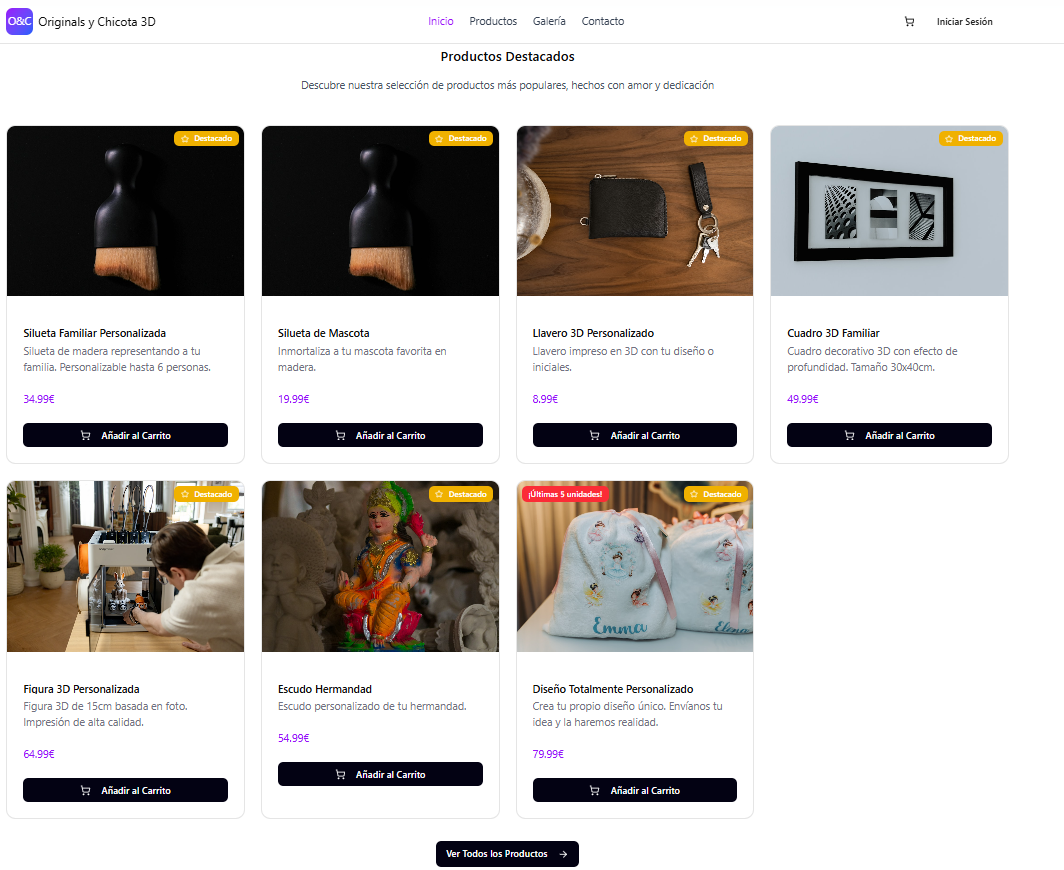 O&C Originals y Chicota 3D
Inicio Productos Galería Contacto
Iniciar Sesión
Productos Destacados
Descubre nuestra selección de productos más populares, hechos con amor y dedicación
Destacado
Silueta Familiar Personalizada
Silueta de madera representando a tu
familia. Personalizable hasta 6 personas.
34.99€
Añadir al Carrito
Destacado
Silueta de Mascota
Inmortaliza a tu mascota favorita en
madera.
19.99€
Añadir al Carrito
Destacado
Llavero 3D Personalizado
Llavero impreso en 3D con tu diseño o
iniciales.
8.99€
Añadir al Carrito
Destacado
Cuadro 3D Familiar
Cuadro decorativo 3D con efecto de
profundidad. Tamaño 30x40cm.
49.99€
Añadir al Carrito
Destacado
Figura 3D Personalizada
Figura 3D de 15cm basada en foto.
Impresión de alta calidad.
64.99€
Añadir al Carrito
Destacado
Escudo Hermandad
Escudo personalizado de tu hermandad.
54.99€
Añadir al Carrito
¡Últimas 5 unidades!
Destacado
Emma
Elina
Diseño Totalmente Personalizado
Crea tu propio diseño único. Envíanos tu
idea y la haremos realidad.
79.99€
Añadir al Carrito
Ver Todos los Productos